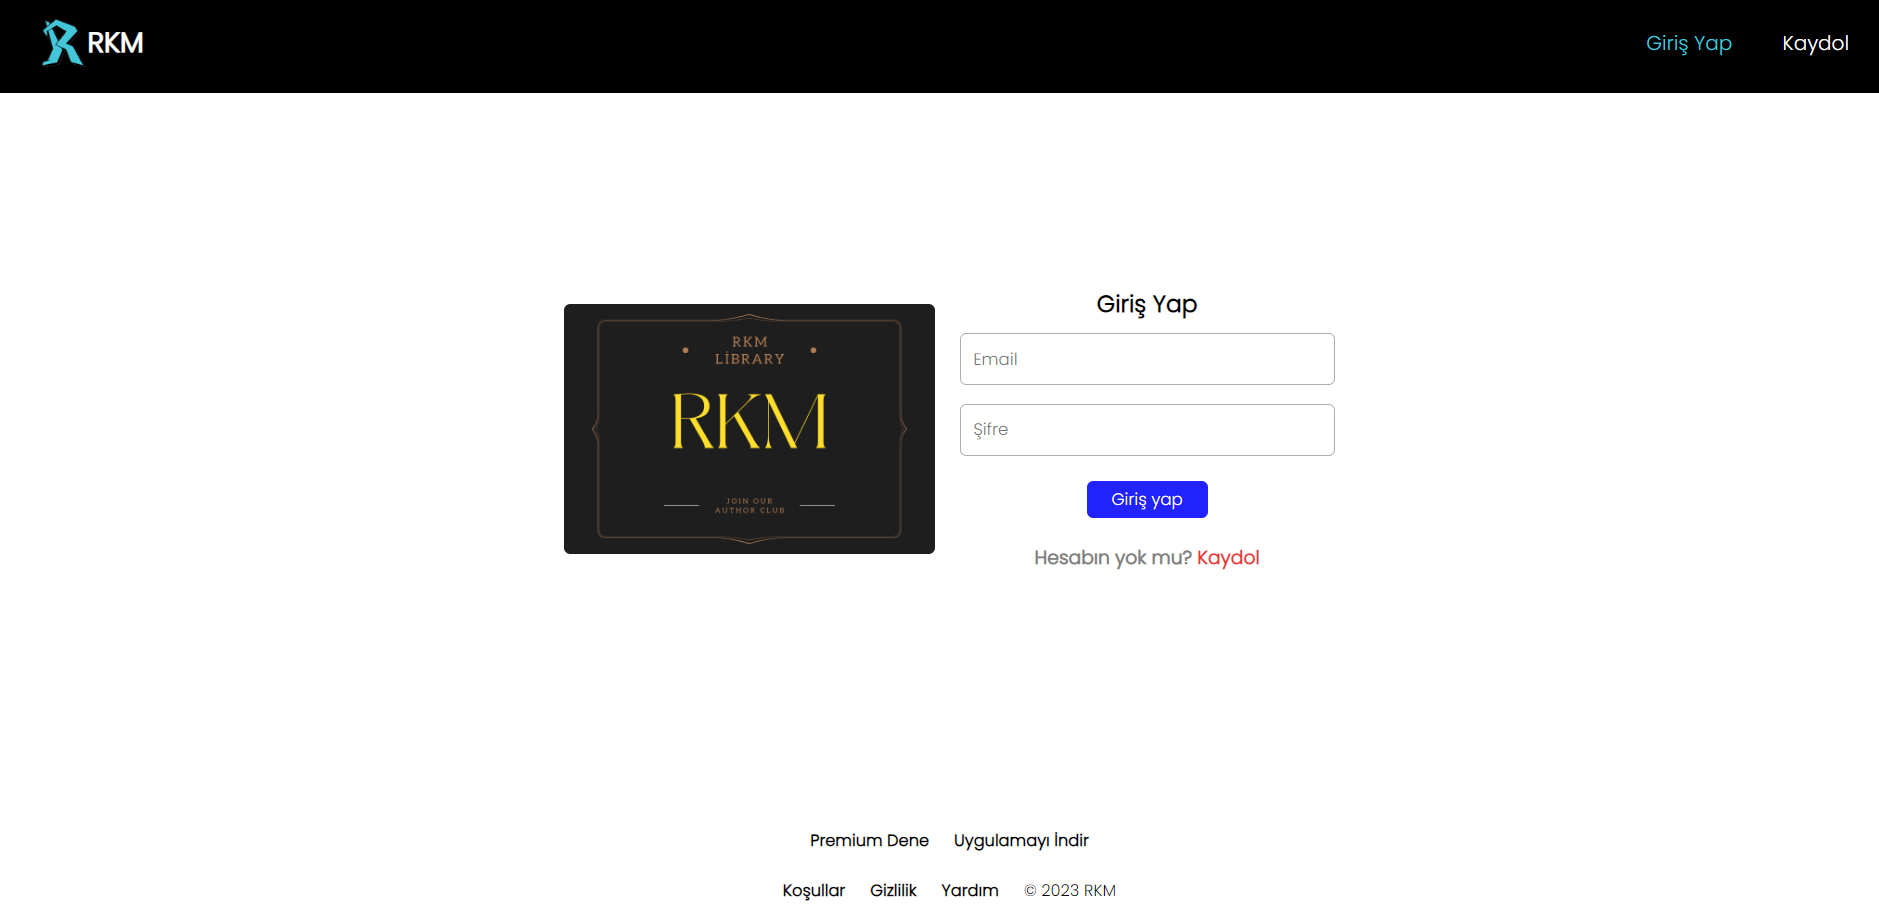 RKM
Giriş Yap
Kaydol
RKM
LİBRARY
RKM
JOIN OUR
AUTHOR CLUB
Giriş Yap
Email
Şifre
Giriş yap
Hesabın yok mu? Kaydol
Premium Dene Uygulamayı İndir
Koşullar Gizlilik Yardım © 2023 RKM